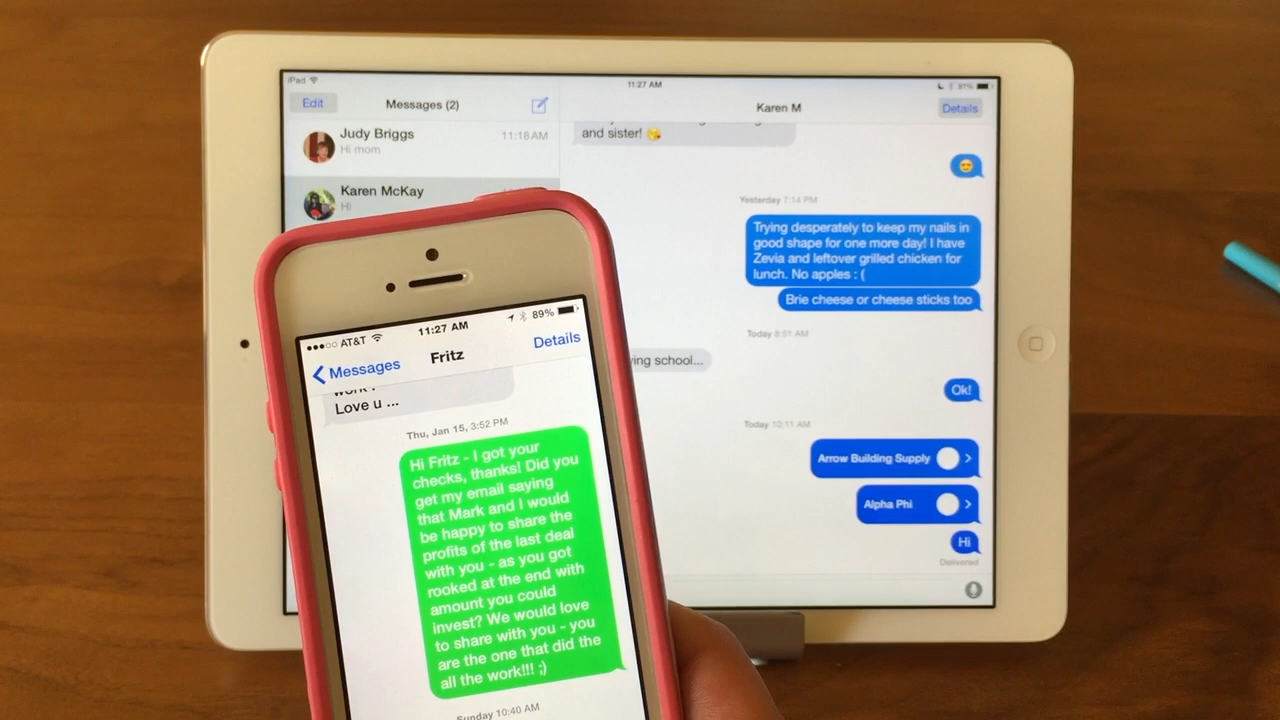 iPad
11:27 AM
81%
Edit
Messages (2)
Karen M
Details
Judy Briggs
11:18 AM
Hi mom
Karen McKay
Hi
and sister! 😘
😊
Yesterday 7:14 PM
Trying desperately to keep my nails in
good shape for one more day! I have
Zevia and leftover grilled chicken for
lunch. No apples : (
Brie cheese or cheese sticks too
Today 8:51 AM
school...
Ok!
Today 10:11 AM
Arrow Building Supply
Alpha Phi
Hi
Delivered
AT&T
11:27 AM
89%
Messages
Fritz
Details
Love u ...
Thu, Jan 15, 3:52 PM
Hi Fritz - I got your
checks, thanks! Did you
get my email saying
that Mark and I would
be happy to share the
profits of the last deal
with you - as you got
rooked at the end with
amount you could
invest? We would love
to share with you - you
are the one that did the
all the work!!! ;)
Sunday 10:40 AM